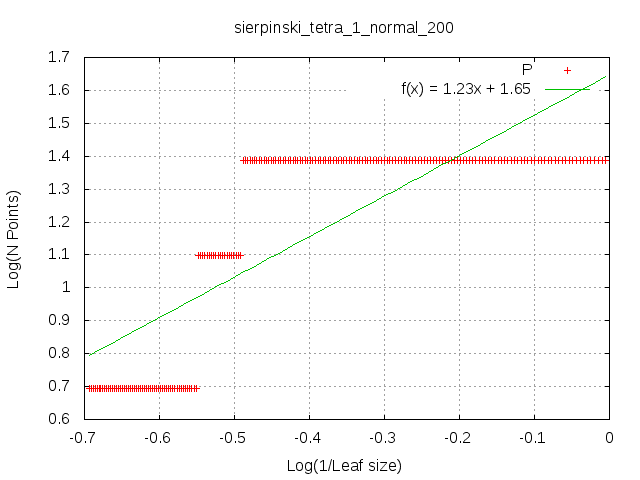 sierpinski_tetra_1_normal_200
1.7
1.6
1.5
1.4
1.3
1.2
1.1
1
0.9
0.8
0.7
0.6
Log(N Points)
P
f(x) = 1.23x + 1.65
-0.7 -0.6 -0.5 -0.4 -0.3 -0.2 -0.1 0
Log(1/Leaf size)